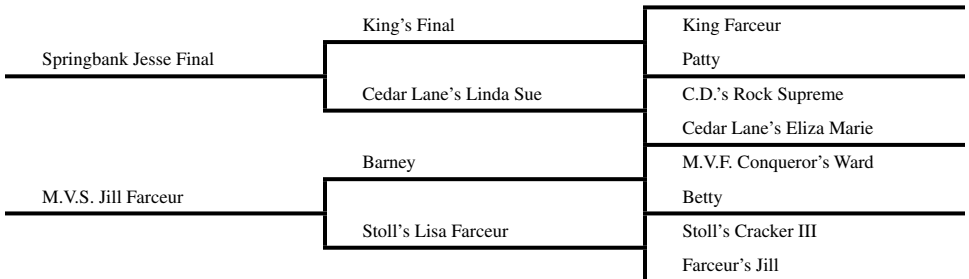 King's Final
King Farceur
Springbank Jesse Final
Patty
Cedar Lane's Linda Sue
C.D.'s Rock Supreme
Cedar Lane's Eliza Marie
Barney
M.V.F. Conqueror's Ward
M.V.S. Jill Farceur
Betty
Stoll's Lisa Farceur
Stoll's Cracker III
Farceur's Jill